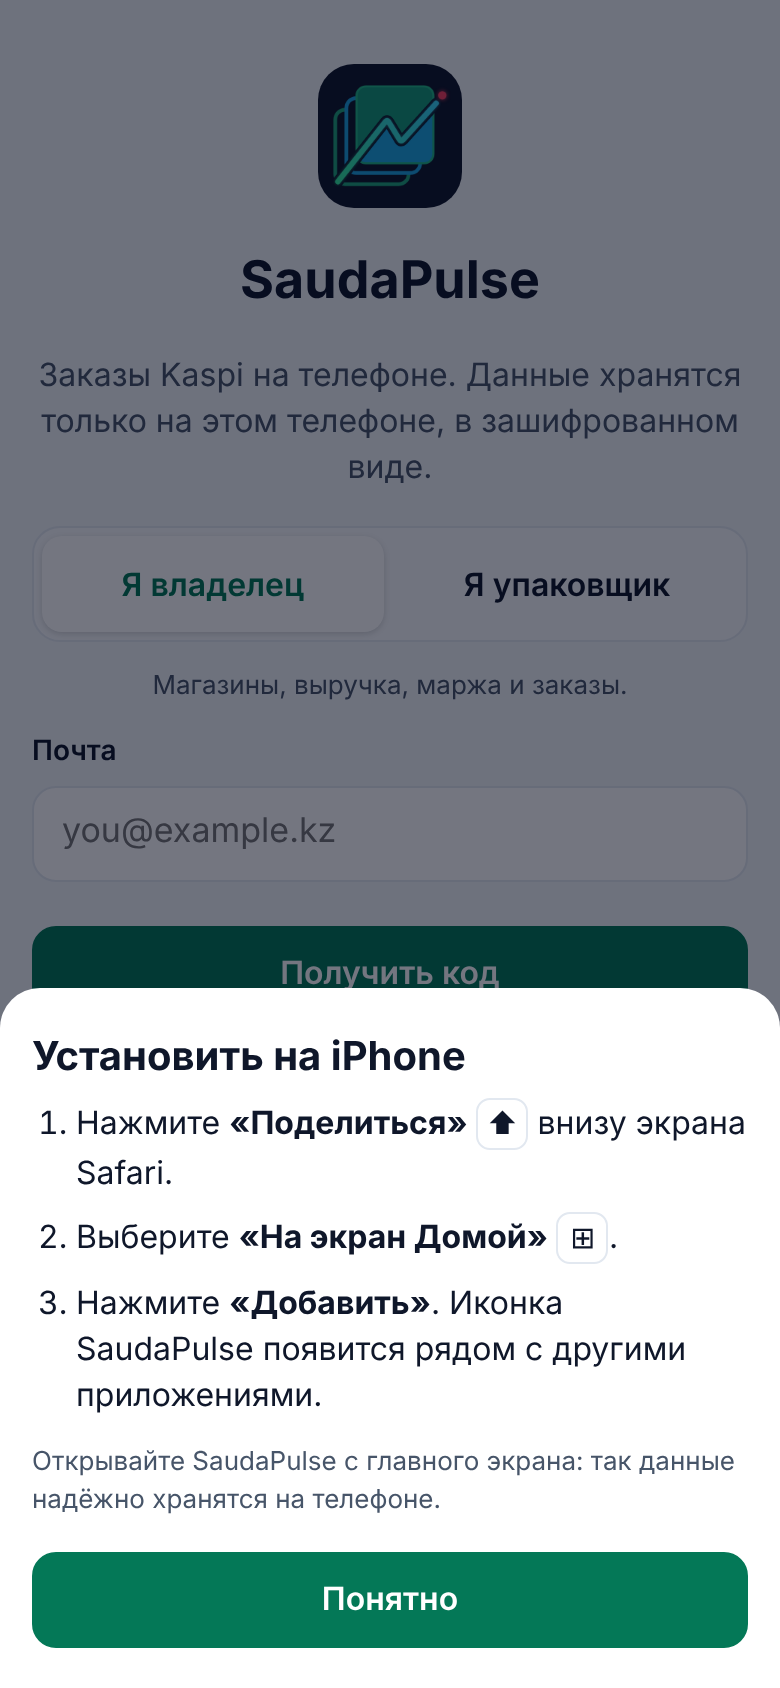 SaudaPulse
Заказы Kaspi на телефоне. Данные хранятся
только на этом телефоне, в зашифрованном
виде.
Я владелец
Я упаковщик
Магазины, выручка, маржа и заказы.
Почта
you@example.kz
Получить код
Установить на iPhone
1. Нажмите «Поделиться» ⬆ внизу экрана
Safari.
2. Выберите «На экран Домой» ⊞.
3. Нажмите «Добавить». Иконка
SaudaPulse появится рядом с другими
приложениями.
Открывайте SaudaPulse с главного экрана: так данные
надёжно хранятся на телефоне.
Понятно